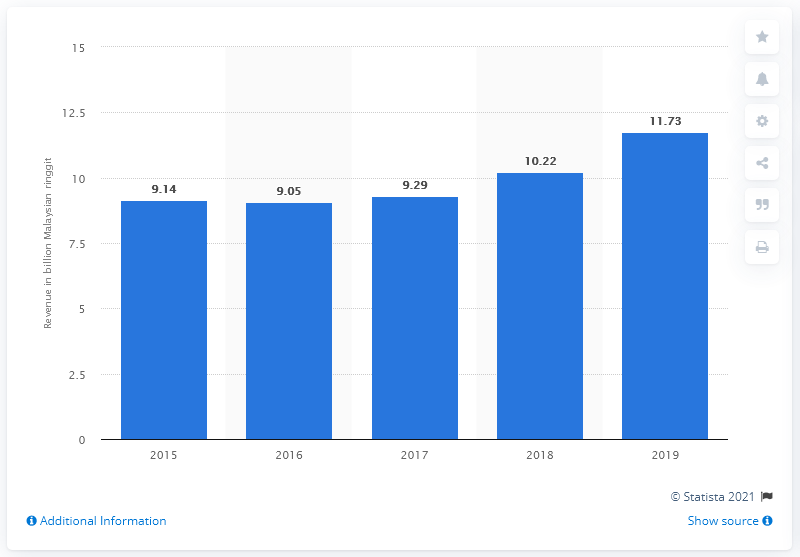 15
12.5
10
7.5
5
2.5
0
Revenue in billion Malaysian ringgit
9.14
9.05
9.29
10.22
11.73
2015 2016 2017 2018 2019
© Statista 2021
Additional Information
Show source